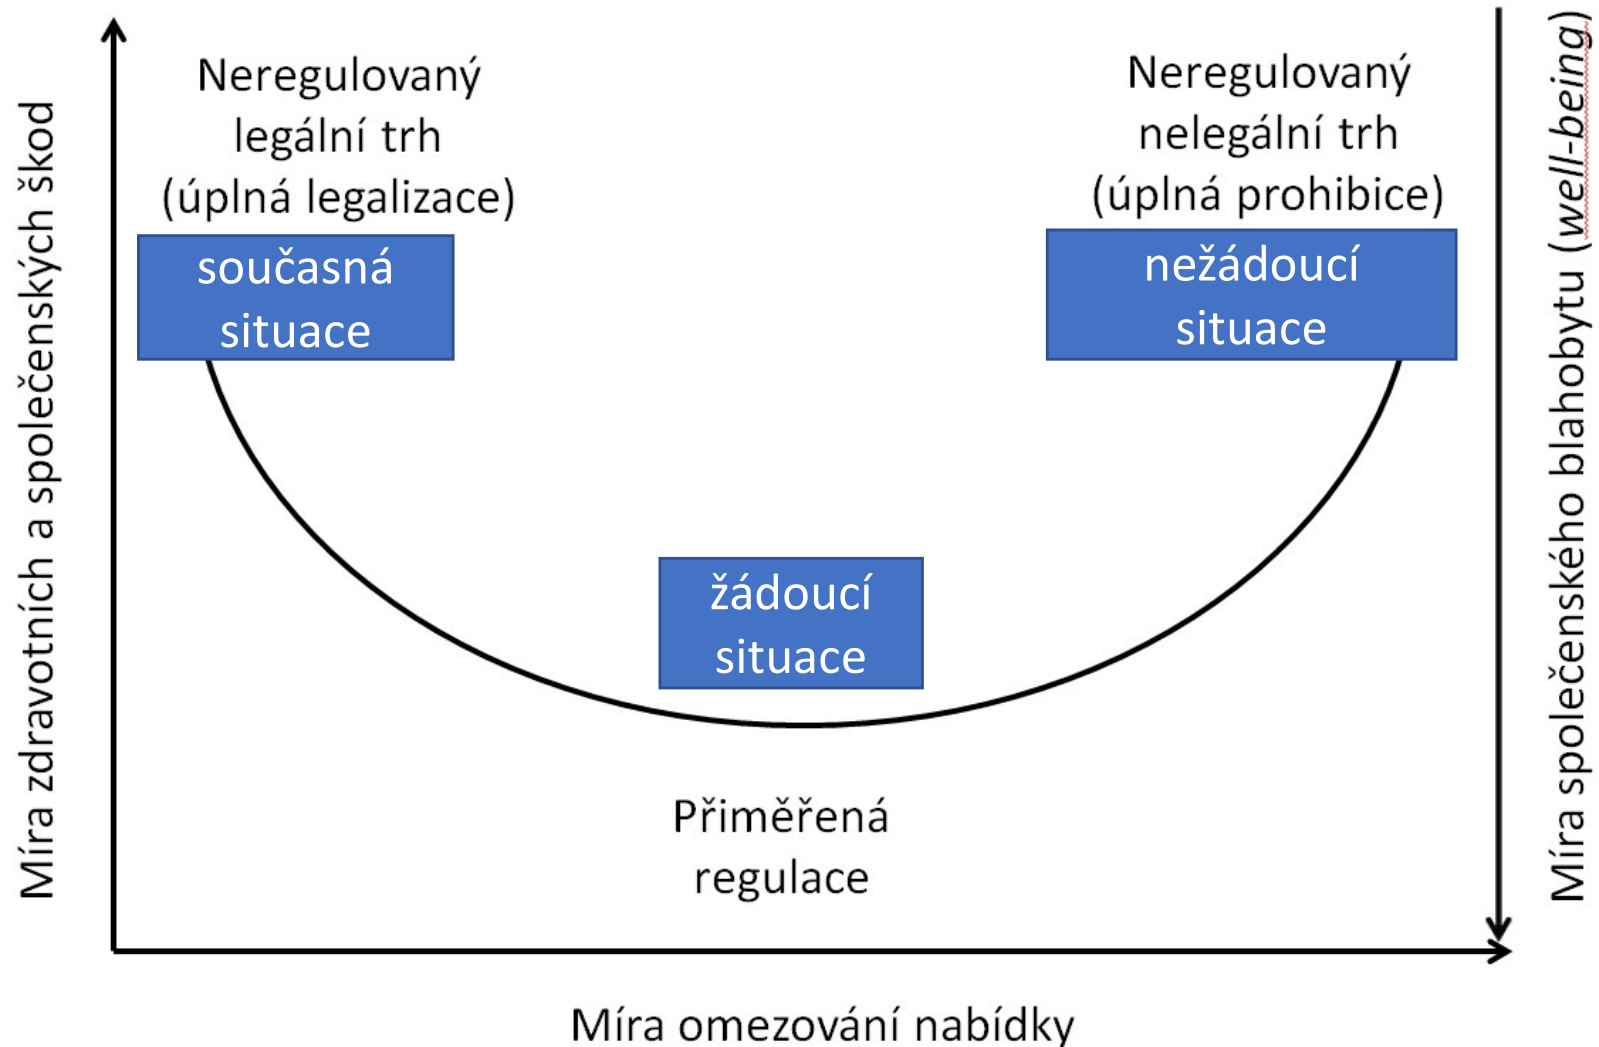 Míra zdravotních a společenských škod
Neregulovaný
legální trh
(úplná legalizace)
současná
situace
Neregulovaný
nelegální trh
(úplná prohibice)
nežádoucí
situace
žádoucí
situace
Přiměřená
regulace
Míra omezování nabídky
Míra společenského blahobytu (well-being)